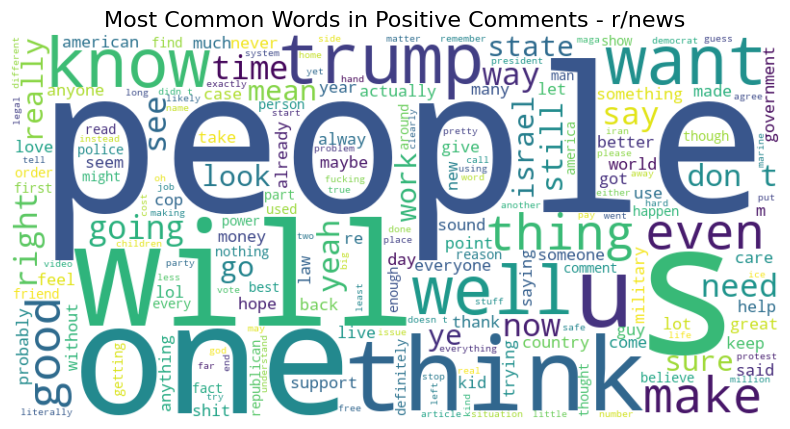 Most Common Words in Positive Comments - r/news
american find much never system side matter remember maga show democrat guess
different know time trump state want
really anyone mean case person exactly year actually hand yet home many president way man let something made agree government
legal long didn t likely name start
people
love read instead police seem might see take look already alway maybe problem fucking true around clearly give work pretty call using word new israel still america iran please better world got say though don t marine
tell order first oh job cost making children part used true done another away use hard happen either pay went put m
right going power money nothing re law two yeah place day enough sound point reason everyone saying thing someone comment even care
video feel friend lol every less party vote best hope go back big least
will well us military need
good without probably getting anything fact shit try republican understand may goo far end support live issue free definitely doesn t thank ye stuff everything safe now country guy trying come lot life ice great help keep sure said protest
one think kid stop left real article kind situation little thought number believe million make
literally